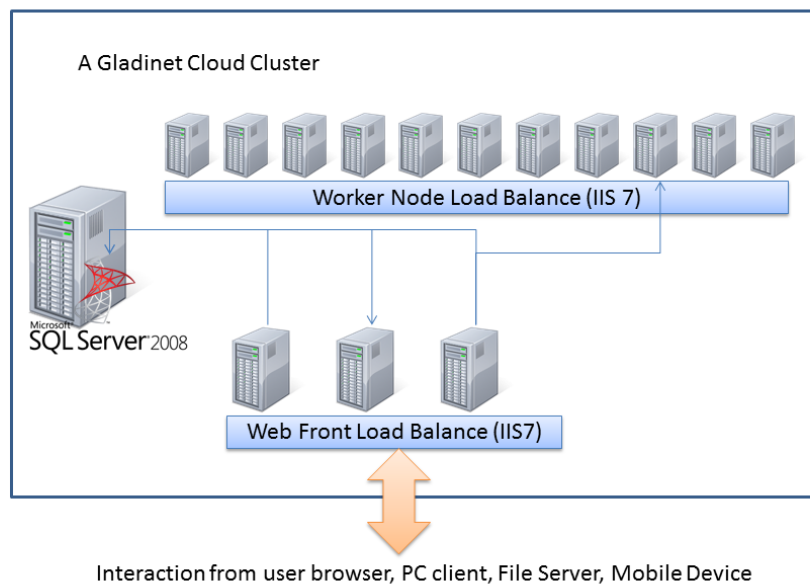 A Gladinet Cloud Cluster
Worker Node Load Balance (IIS 7)
Microsoft
SQL Server 2008
Web Front Load Balance (IIS7)
Interaction from user browser, PC client, File Server, Mobile Device